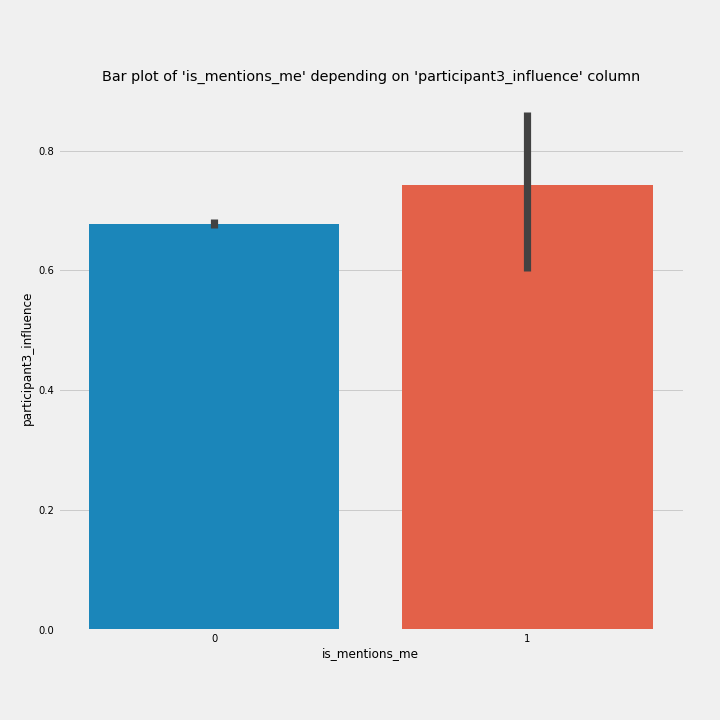 Bar plot of 'is_mentions_me' depending on 'participant3_influence' column
0.8
0.6
0.4
0.2
0.0
participant3_influence
0
1
is_mentions_me